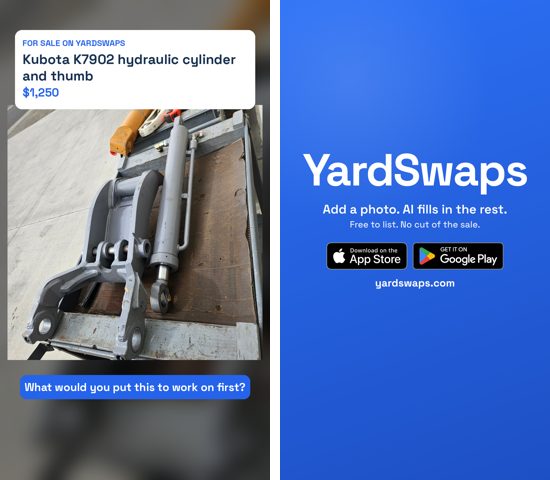 FOR SALE ON YARDSWAPS
Kubota K7902 hydraulic cylinder
and thumb
$1,250
What would you put this to work on first?
YardSwaps
Add a photo. AI fills in the rest.
Free to list. No cut of the sale.
Download on the
App Store
GET IT ON
Google Play
yardswaps.com